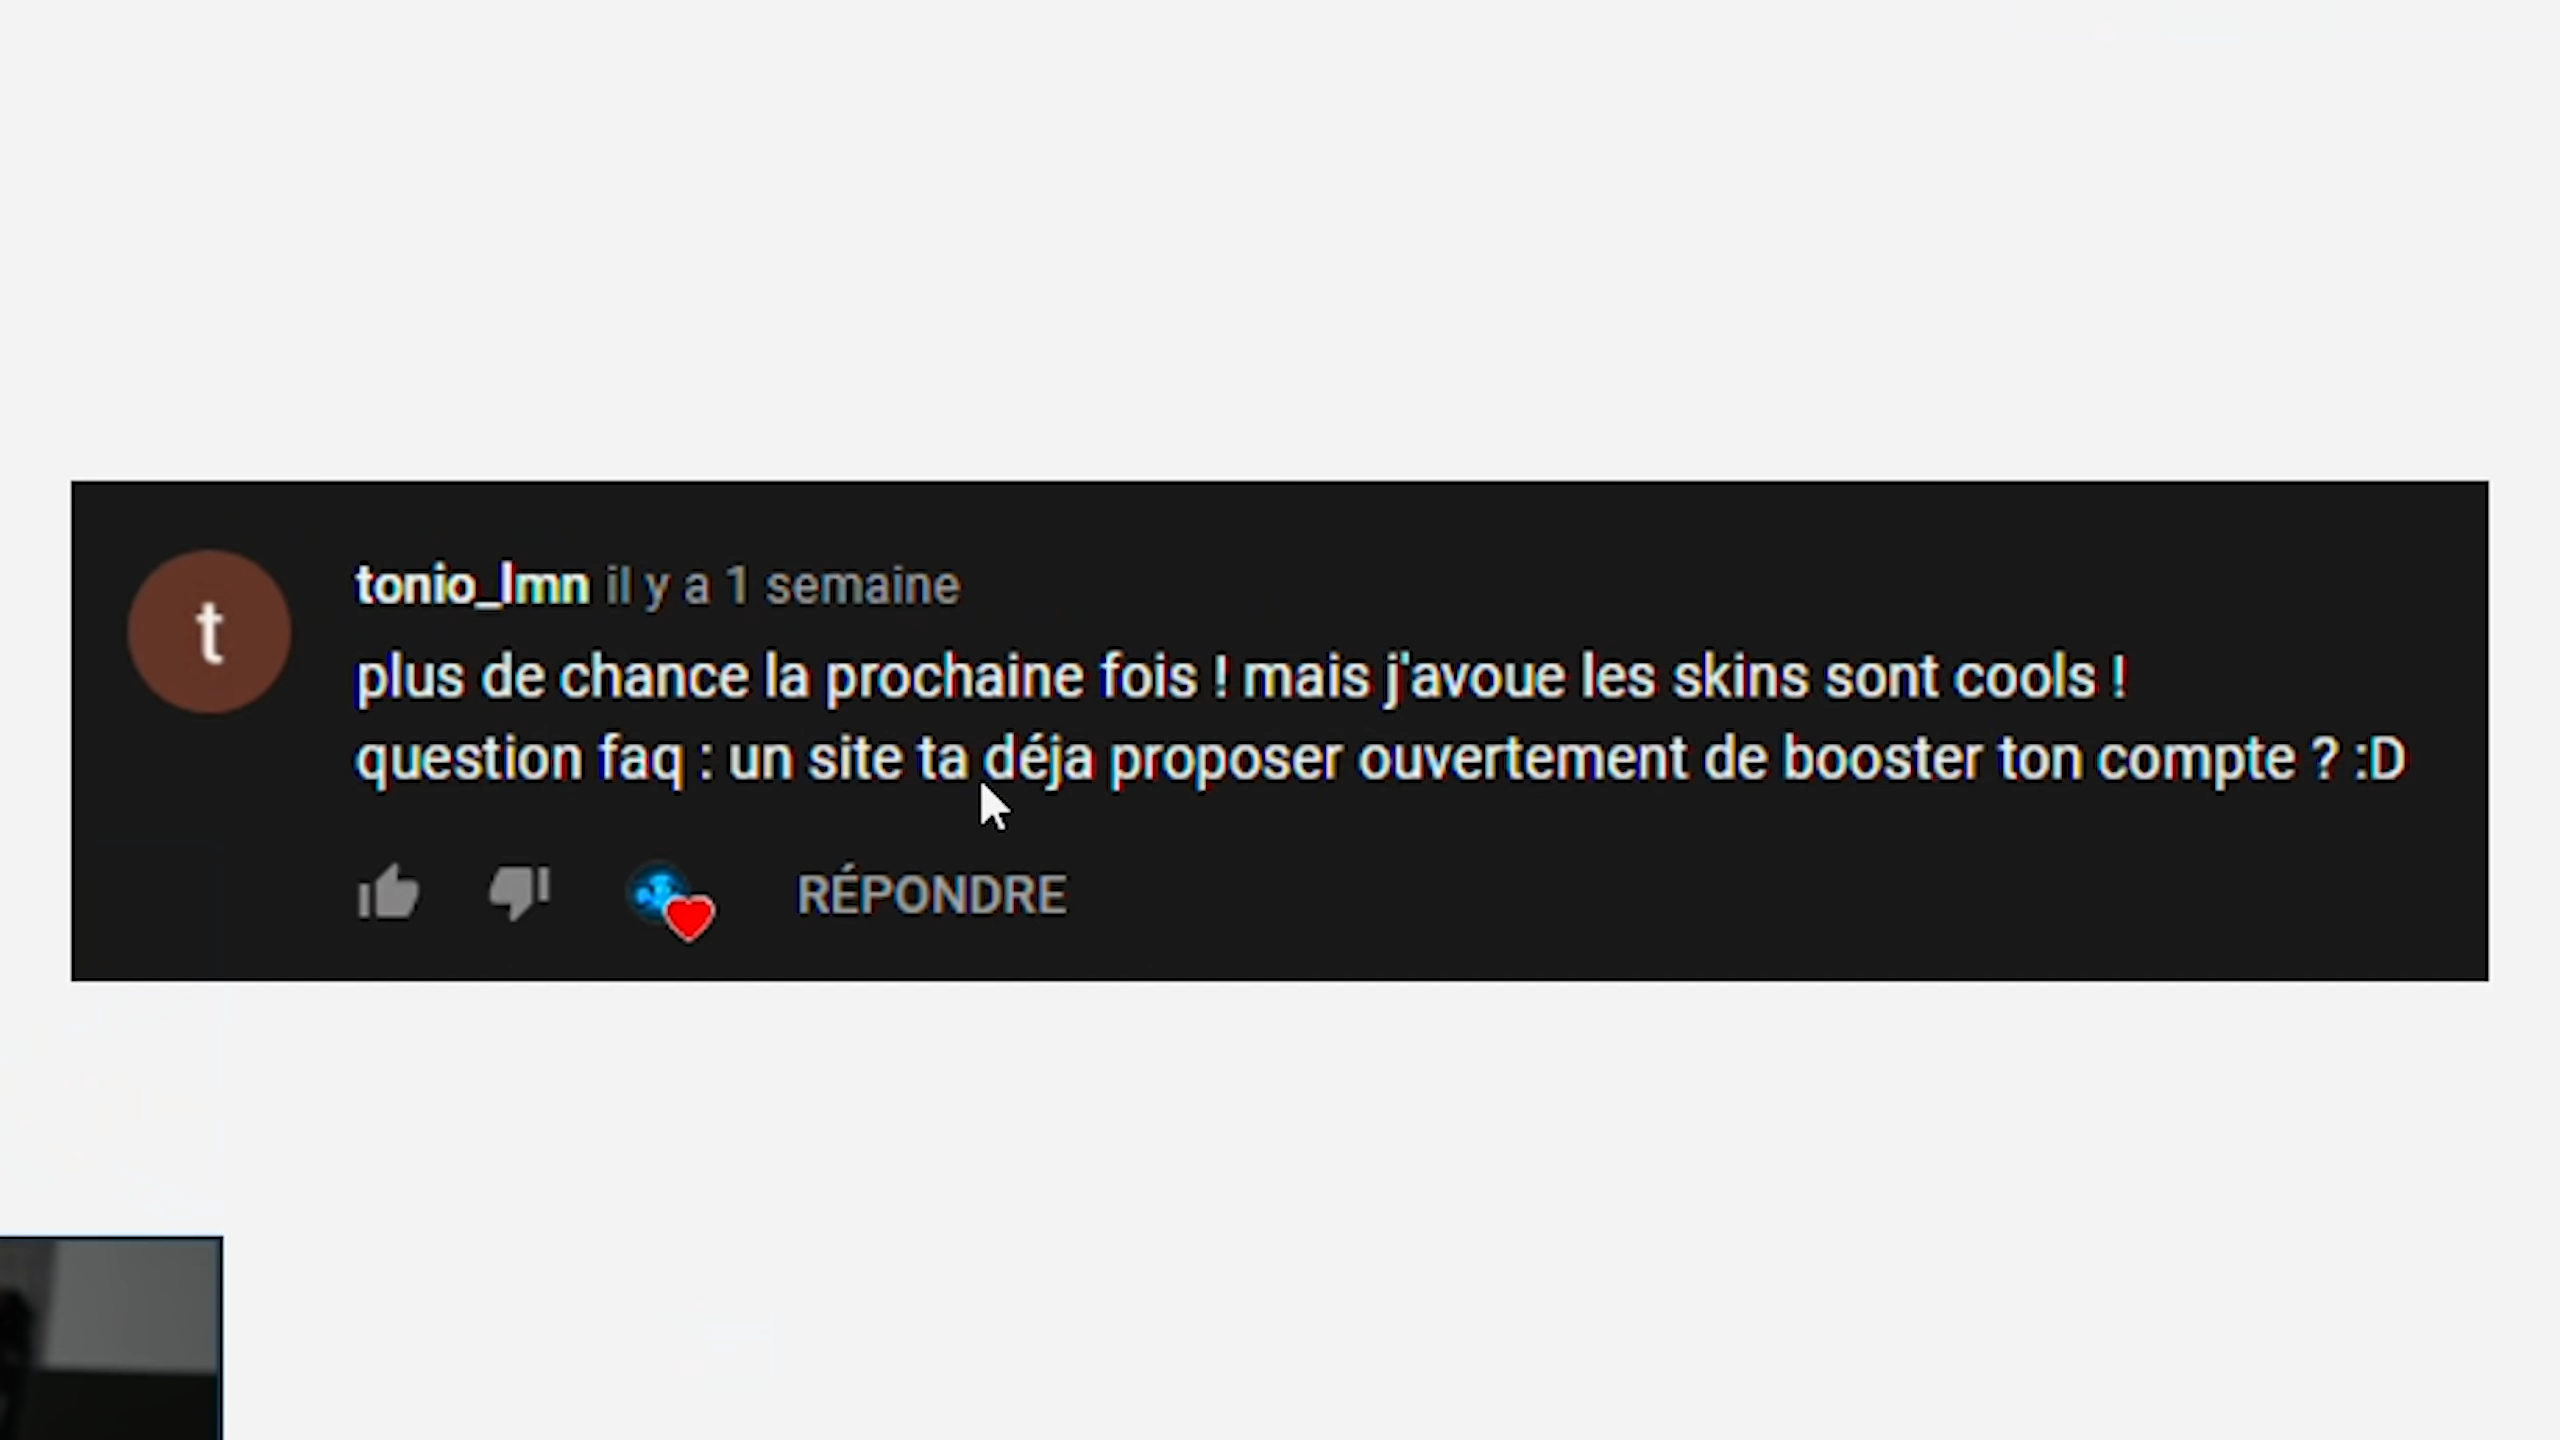 t
tonio_lmn il y a 1 semaine
plus de chance la prochaine fois ! mais j'avoue les skins sont cools !
question faq : un site ta déja proposer ouvertement de booster ton compte ? :D
RÉPONDRE